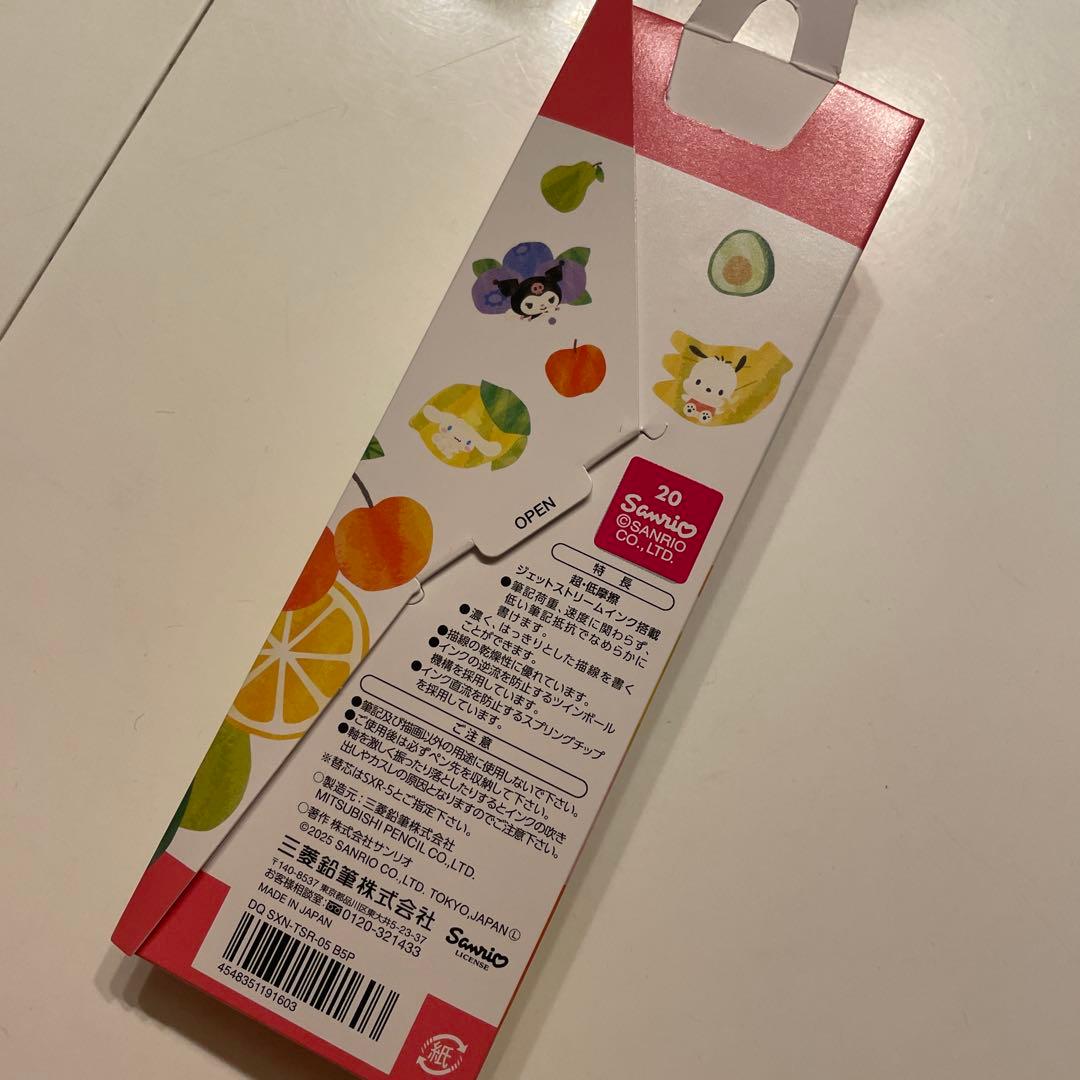 OPEN
20
Sanrio
©SANRIO
CO., LTD.
特長
超・低摩擦
ジェットストリームインク搭載
●筆記荷重、速度に関わらず、
低い筆記抵抗でなめらかに
書けます。
●濃く、はっきりとした描線を書く
ことができます。
●描線の乾燥性に優れています。
●インクの逆流を防止するツインボール
機構を採用しています。
●インク直流を防止するスプリングチップ
を採用しています。
ご注意
●筆記及び描画以外の用途に使用しないで下さい。
●ご使用後は必ずペン先を収納して下さい。
●軸を激しく振ったり落としたりするとインクの吹き
出しやカスレの原因となりますのでご注意下さい。
※替芯はSXR-5とご指定下さい。
○製造元：三菱鉛筆株式会社
MITSUBISHI PENCIL CO.,LTD.
○著作 株式会社サンリオ
©2025 SANRIO CO.,LTD. TOKYO,JAPAN Ⓛ
三菱鉛筆株式会社
〒140-8537 東京都品川区東大井5-23-37
お客様相談室：0120-321433
MADE IN JAPAN
Sanrio
LICENSE
DQ SXN-TSR-05 B5P
4548351191603
紙